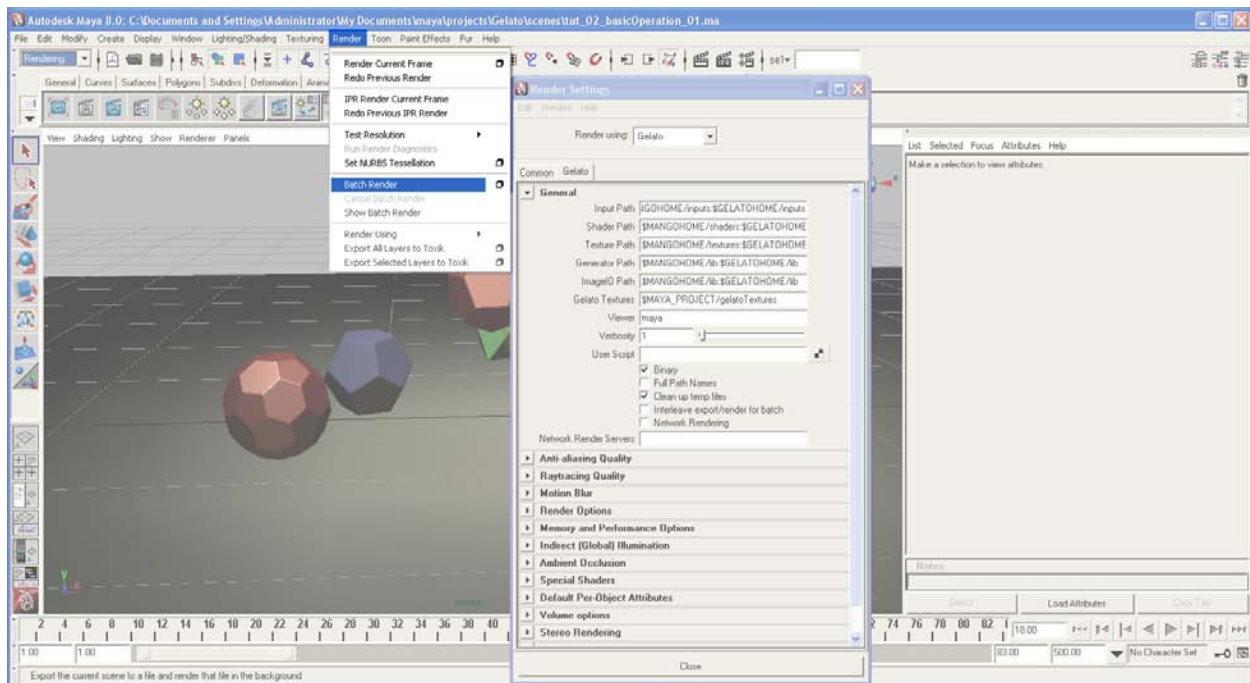 Autodesk Maya 8.0: C:\Documents and Settings\Administrator\My Documents\maya\projects\Gelato\scenes\tut_02_basicOperation_01.ma
File Edit Modify Create Display Window Lighting/Shading Texturing Render Toon Paint Effects Fur Help
Rendering
sel*
General Curves Surfaces Polygons Subdivs Deformation
View Shading Lighting Show Renderer Panels
Render Current Frame
Redo Previous Render
IPR Render Current Frame
Redo Previous IPR Render
Test Resolution
Run Render Diagnostics
Set NURBS Tessellation
Batch Render
Cancel Batch Render
Show Batch Render
Render Using
Export All Layers to Toxik
Export Selected Layers to Toxik
Render Settings
Edit Presets Help
Render using Gelato
Common Gelato
General
Input Path IGOHOME/inputs:$GELATOHOME/inputs
Shader Path $MANGOHOME/shaders:$GELATOHOME
Texture Path $MANGOHOME/textures:$GELATOHOME
Generator Path $MANGOHOME/lib:$GELATOHOME/lib
ImageIO Path $MANGOHOME/lib:$GELATOHOME/lib
Gelato Textures $MAYA_PROJECT/gelatoTextures
Viewer maya
Verbosity 1
User Script
Binary
Full Path Names
Clean up temp files
Interleave export/render for batch
Network Rendering
Network Render Servers
Anti-aliasing Quality
Raytracing Quality
Motion Blur
Render Options
Memory and Performance Options
Indirect (Global) Illumination
Ambient Occlusion
Special Shaders
Default Per-Object Attributes
Volume options
Stereo Rendering
Close
List Selected Focus Attributes Help
Make a selection to view attributes.
Notes:
Select Load Attributes Copy Tab
y
2 4 6 8 10 12 14 16 18 20 22 24 26 28 30 32 34 36 38 40
74 76 78 80 82
18.00
1.00 1.00
83.00 500.00 No Character Set
Export the current scene to a file and render that file in the background